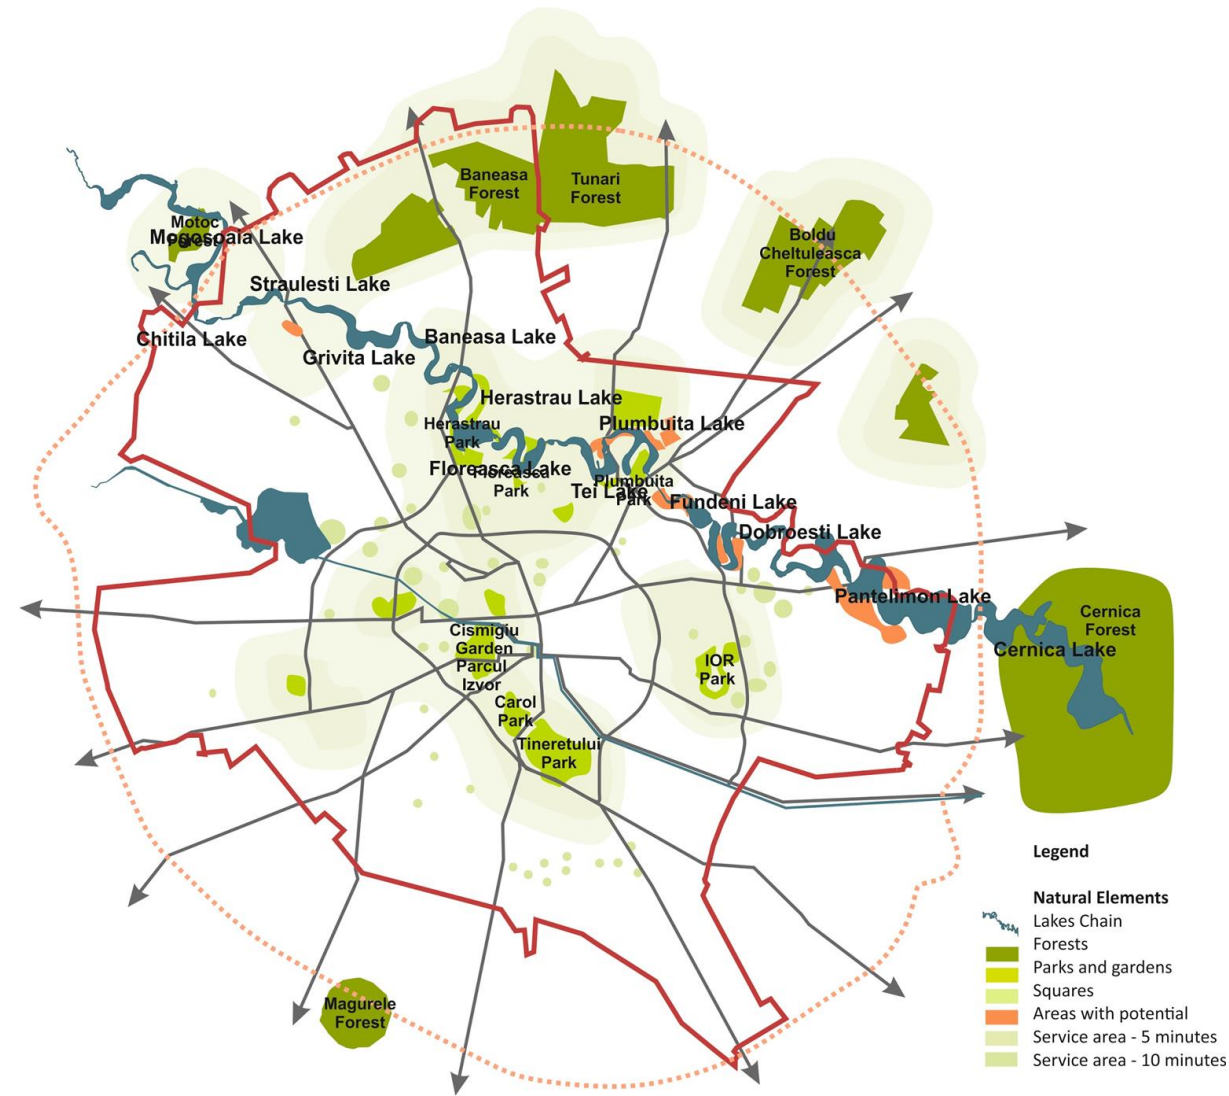 Baneasa
Forest
Tunari
Forest
Motoc
Forest
Mogosoaia Lake
Boldu
Cheltuleasca
Forest
Straulesti Lake
Chitila Lake
Grivita Lake
Baneasa Lake
Herastrau Lake
Herastrau
Park
Plumbuita Lake
Floreasca Lake
Floreasca
Park
Tei Lake
Plumbuita
Park
Fundeni Lake
Dobroesti Lake
Pantelimon Lake
Cernica
Forest
Cernica Lake
Cismigiu
Garden
Parcul
Izvor
IOR
Park
Carol
Park
Tineretului
Park
Magurele
Forest
Legend
Natural Elements
Lakes Chain
Forests
Parks and gardens
Squares
Areas with potential
Service area - 5 minutes
Service area - 10 minutes